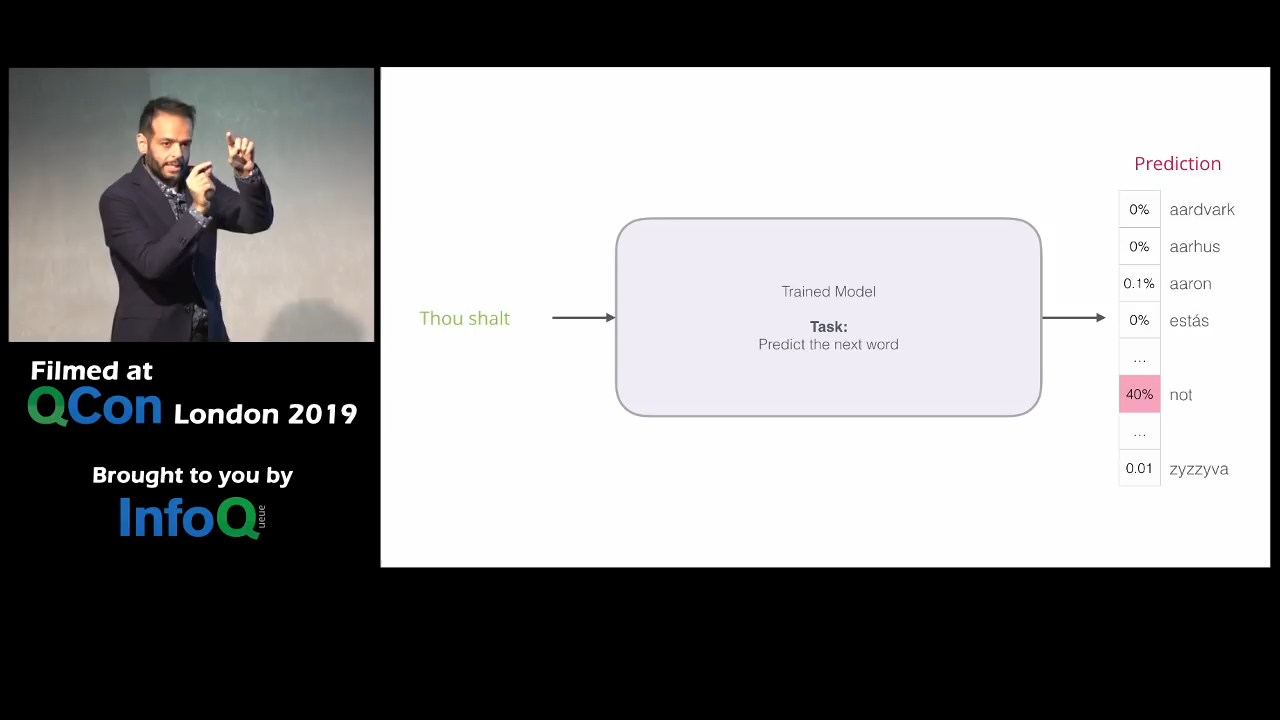 Filmed at
QCon London 2019
Brought to you by
InfoQ
ueue
Thou shalt
Trained Model
Task:
Predict the next word
Prediction
0% aardvark
0% aarhus
0.1% aaron
0% estás
...
40% not
...
0.01 zyzzyva